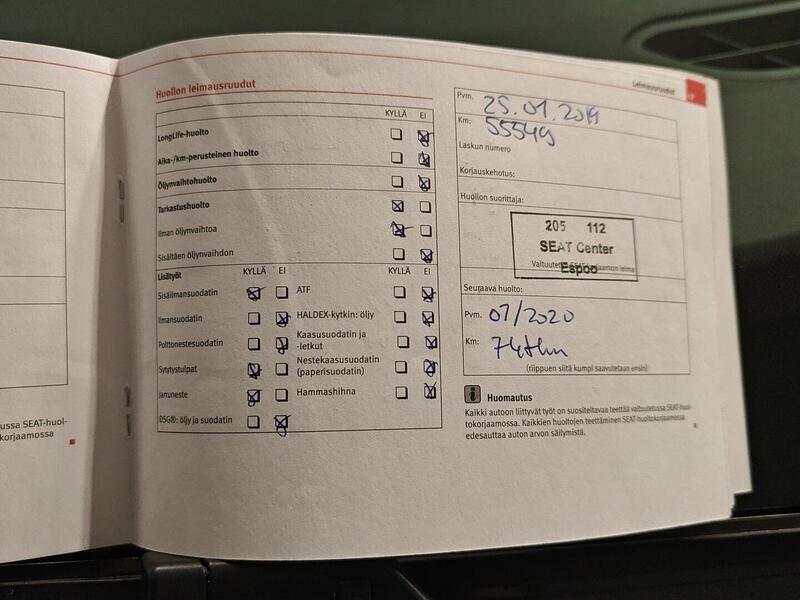 Huollon leimausruudut
KYLLÄ EI
LongLife-huolto
Aika-/km-perusteinen huolto
Öljynvaihtohuolto
Tarkastushuolto
Ilman öljynvaihtoa
Sisältäen öljynvaihdon
Lisätyöt KYLLÄ EI KYLLÄ EI
Sisäilmansuodatin ATF
Ilmansuodatin HALDEX-kytkin: öljy
Polttonestesuodatin Kaasusuodatin ja
-letkut
Sytytystulpat Nestekaasusuodatin
(paperisuodatin)
Jarruneste Hammashihna
DSG®: öljy ja suodatin
Leimausruudut
Pvm. 25.01.2019
Km: 55549
Laskun numero
Korjauskehotus:
Huollon suorittaja:
205 112
SEAT Center
Espoo
Seuraava huolto:
Pvm. 01/2020
Km:
(riippuen siitä kumpi saavutetaan ensin)
i Huomautus
Kaikki autoon liittyvät työt on suositeltavaa teettää valtuutetussa SEAT-huol-
tokorjaamossa. Kaikkien huoltojen teettäminen SEAT-huoltokorjaamossa
edesauttaa auton arvon säilymistä.
ussa SEAT-huol-
tokorjaamossa